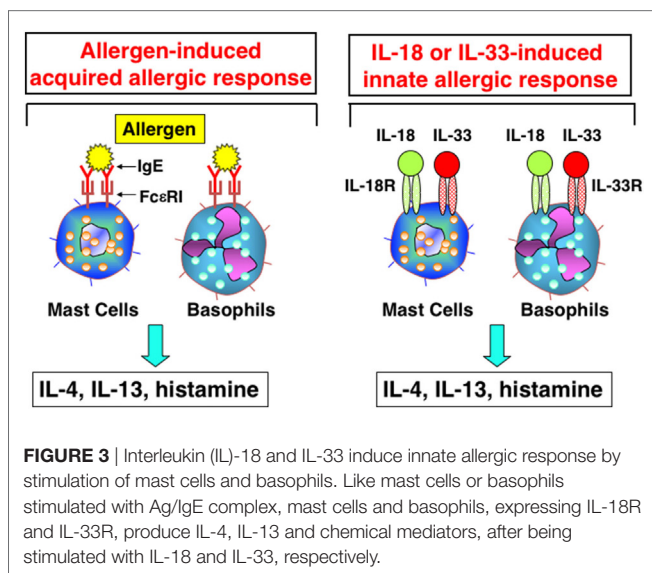 Allergen-induced
acquired allergic response
Allergen
IgE
FcεRI
Mast Cells
Basophils
IL-4, IL-13, histamine
IL-18 or IL-33-induced
innate allergic response
IL-18
IL-33
IL-18
IL-33
IL-18R
IL-33R
Mast Cells
Basophils
IL-4, IL-13, histamine
FIGURE 3 | Interleukin (IL)-18 and IL-33 induce innate allergic response by
stimulation of mast cells and basophils. Like mast cells or basophils
stimulated with Ag/IgE complex, mast cells and basophils, expressing IL-18R
and IL-33R, produce IL-4, IL-13 and chemical mediators, after being
stimulated with IL-18 and IL-33, respectively.